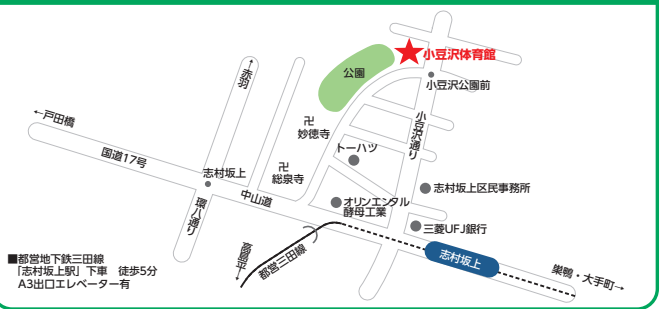 小豆沢体育館
公園
小豆沢公園前
←赤羽
←戸田橋
卍
妙徳寺
小豆沢通り
国道17号
トーハツ
卍
総泉寺
志村坂上
志村坂上区民事務所
中山道
オリンエンタル
酵母工業
環八通り
三菱UFJ銀行
高島平
都営三田線
志村坂上
巣鴨・大手町→
■都営地下鉄三田線
「志村坂上駅」下車 徒歩5分
A3出口エレベーター有